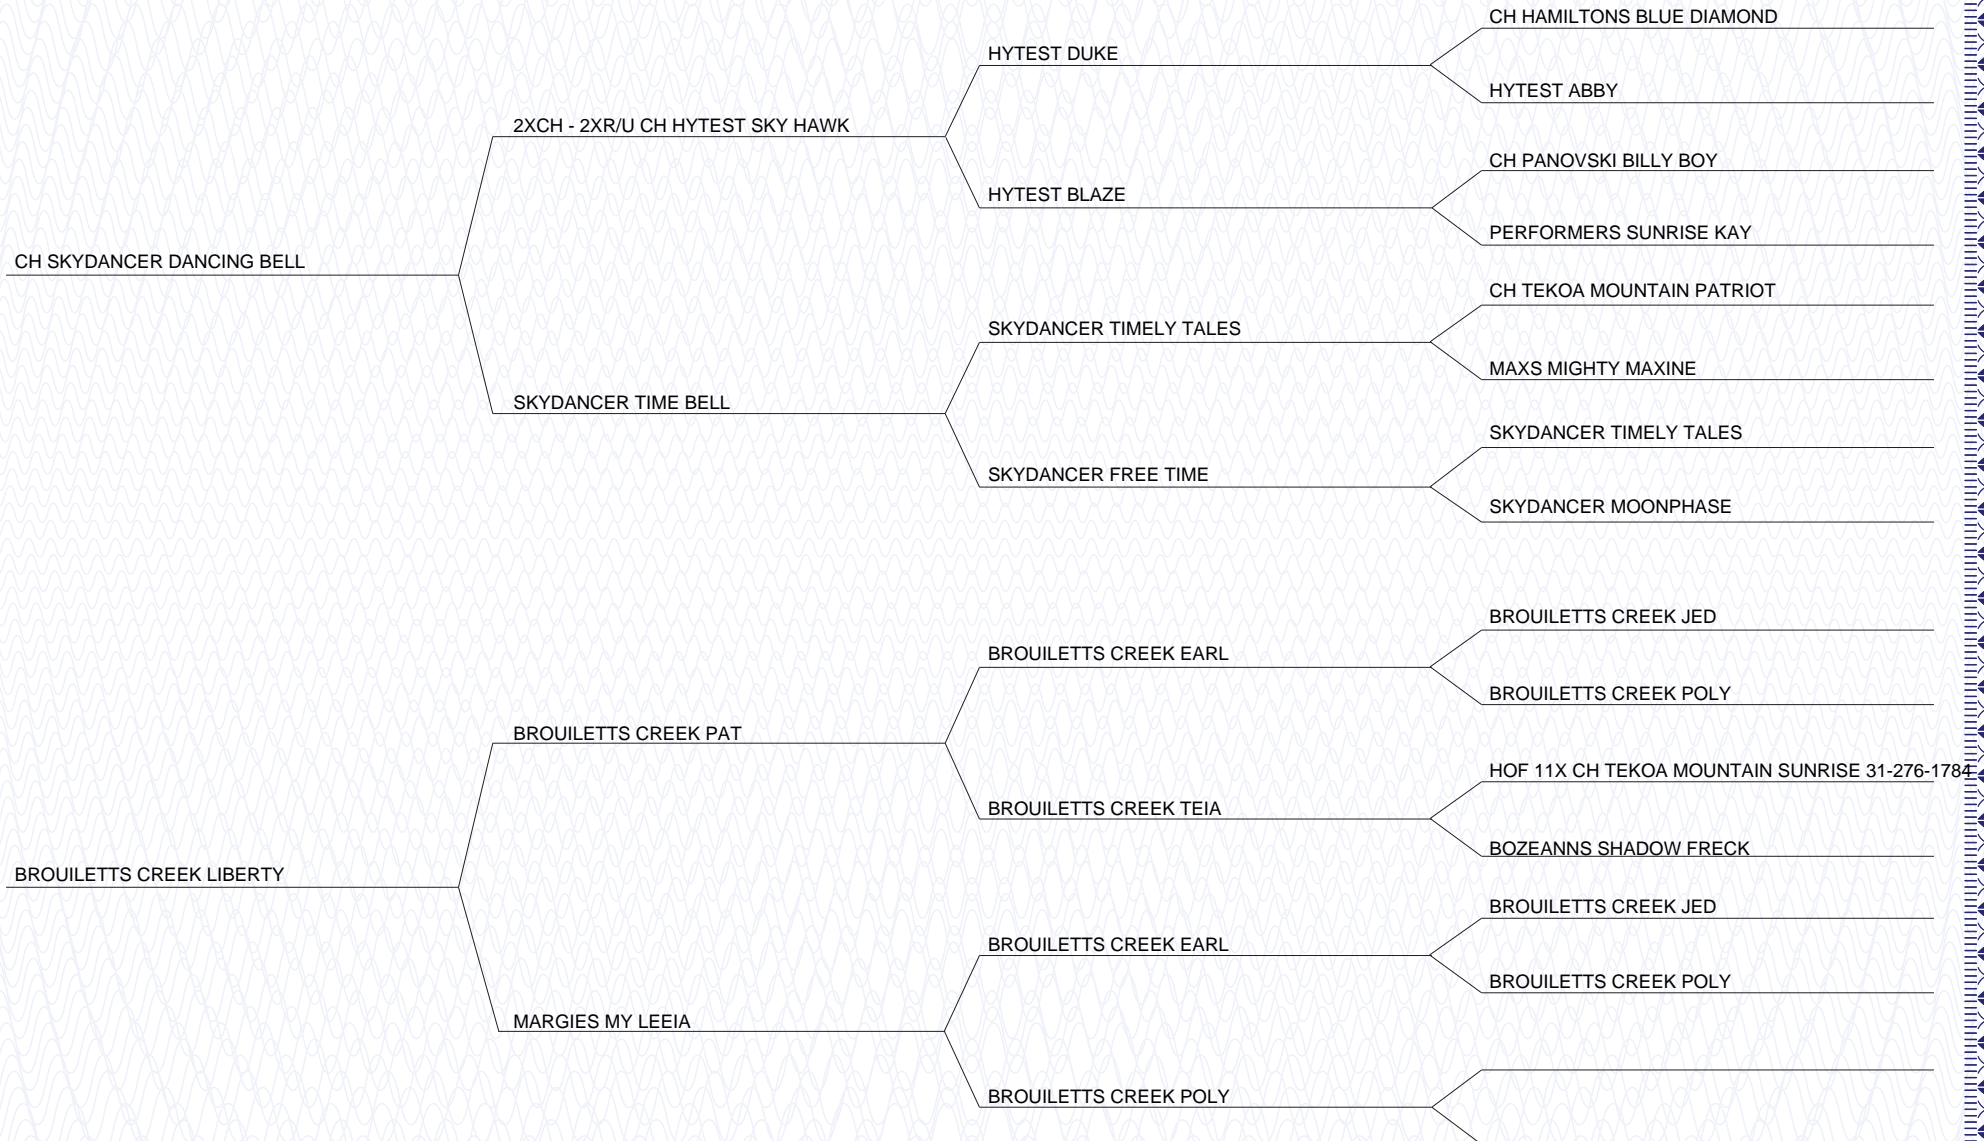 CH HAMILTONS BLUE DIAMOND
HYTEST DUKE
HYTEST ABBY
2XCH - 2XR/U CH HYTEST SKY HAWK
CH PANOVSKI BILLY BOY
HYTEST BLAZE
PERFORMERS SUNRISE KAY
CH SKYDANCER DANCING BELL
CH TEKOA MOUNTAIN PATRIOT
SKYDANCER TIMELY TALES
MAXS MIGHTY MAXINE
SKYDANCER TIME BELL
SKYDANCER TIMELY TALES
SKYDANCER FREE TIME
SKYDANCER MOONPHASE
BROUILETTS CREEK JED
BROUILETTS CREEK EARL
BROUILETTS CREEK POLY
BROUILETTS CREEK PAT
HOF 11X CH TEKOA MOUNTAIN SUNRISE 31-276-1784
BROUILETTS CREEK TEIA
BOZEANNS SHADOW FRECK
BROUILETTS CREEK LIBERTY
BROUILETTS CREEK JED
BROUILETTS CREEK EARL
BROUILETTS CREEK POLY
MARGIES MY LEEIA
BROUILETTS CREEK POLY